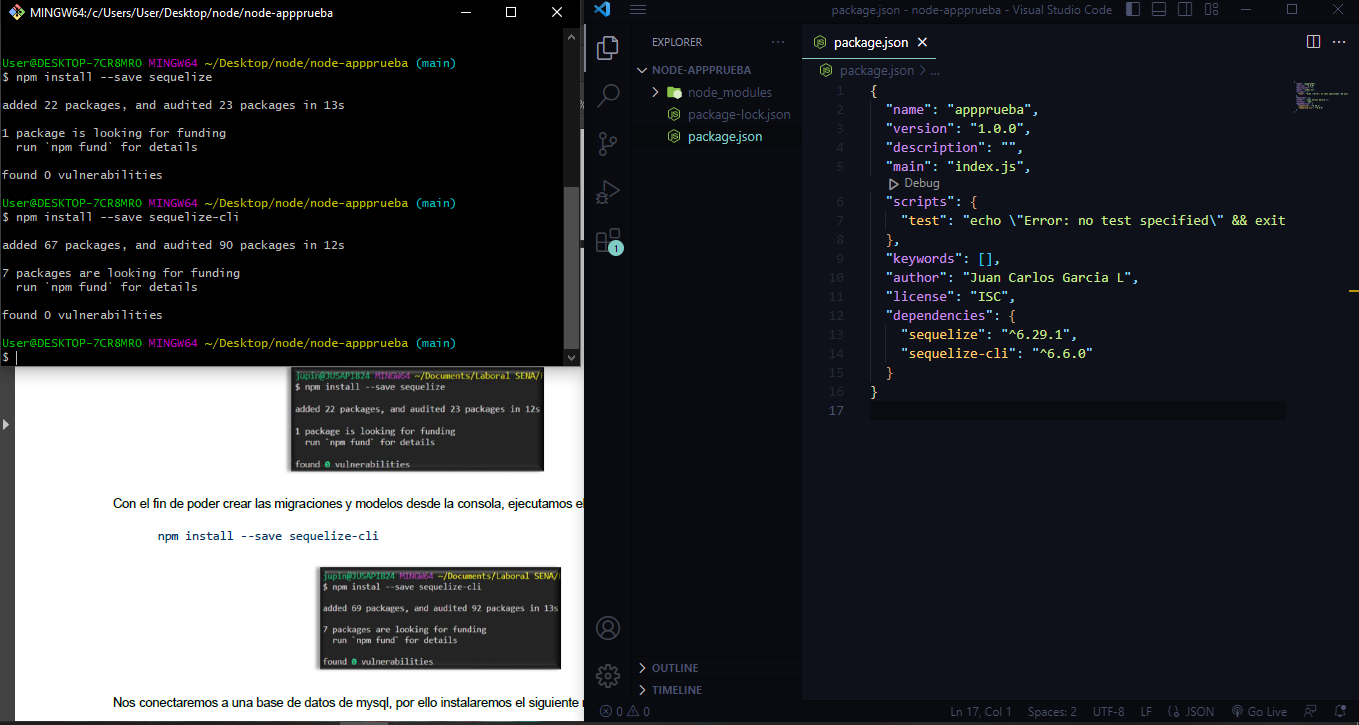 MINGW64:/c/Users/User/Desktop/node/node-appprueba
User@DESKTOP-7CR8MRO MINGW64 ~/Desktop/node/node-appprueba (main)
$ npm install --save sequelize
added 22 packages, and audited 23 packages in 13s
1 package is looking for funding
run `npm fund` for details
found 0 vulnerabilities
User@DESKTOP-7CR8MRO MINGW64 ~/Desktop/node/node-appprueba (main)
$ npm install --save sequelize-cli
added 67 packages, and audited 90 packages in 12s
7 packages are looking for funding
run `npm fund` for details
found 0 vulnerabilities
User@DESKTOP-7CR8MRO MINGW64 ~/Desktop/node/node-appprueba (main)
$
jupin@JUSAPI824 MINGW64 ~/Documents/Laboral SENA/
$ npm install --save sequelize
added 22 packages, and audited 23 packages in 12s
1 package is looking for funding
run `npm fund` for details
found 0 vulnerabilities
Con el fin de poder crear las migraciones y modelos desde la consola, ejecutamos el
npm install --save sequelize-cli
jupin@JUSAPI824 MINGW64 ~/Documents/Laboral SENA/
$ npm instal --save sequelize-cli
added 69 packages, and audited 92 packages in 13s
7 packages are looking for funding
run `npm fund` for details
found 0 vulnerabilities
Nos conectaremos a una base de datos de mysql, por ello instalaremos el siguiente
package.json - node-appprueba - Visual Studio Code
EXPLORER
NODE-APPPRUEBA
node_modules
package-lock.json
package.json
1
OUTLINE
TIMELINE
package.json
package.json > ...
1 {
2 "name": "appprueba",
3 "version": "1.0.0",
4 "description": "",
5 "main": "index.js",
Debug
6 "scripts": {
7 "test": "echo \"Error: no test specified\" && exit
8 },
9 "keywords": [],
10 "author": "Juan Carlos Garcia L",
11 "license": "ISC",
12 "dependencies": {
13 "sequelize": "^6.29.1",
14 "sequelize-cli": "^6.6.0"
15 }
16 }
17
0 0
Ln 17, Col 1 Spaces: 2 UTF-8 LF {} JSON Go Live